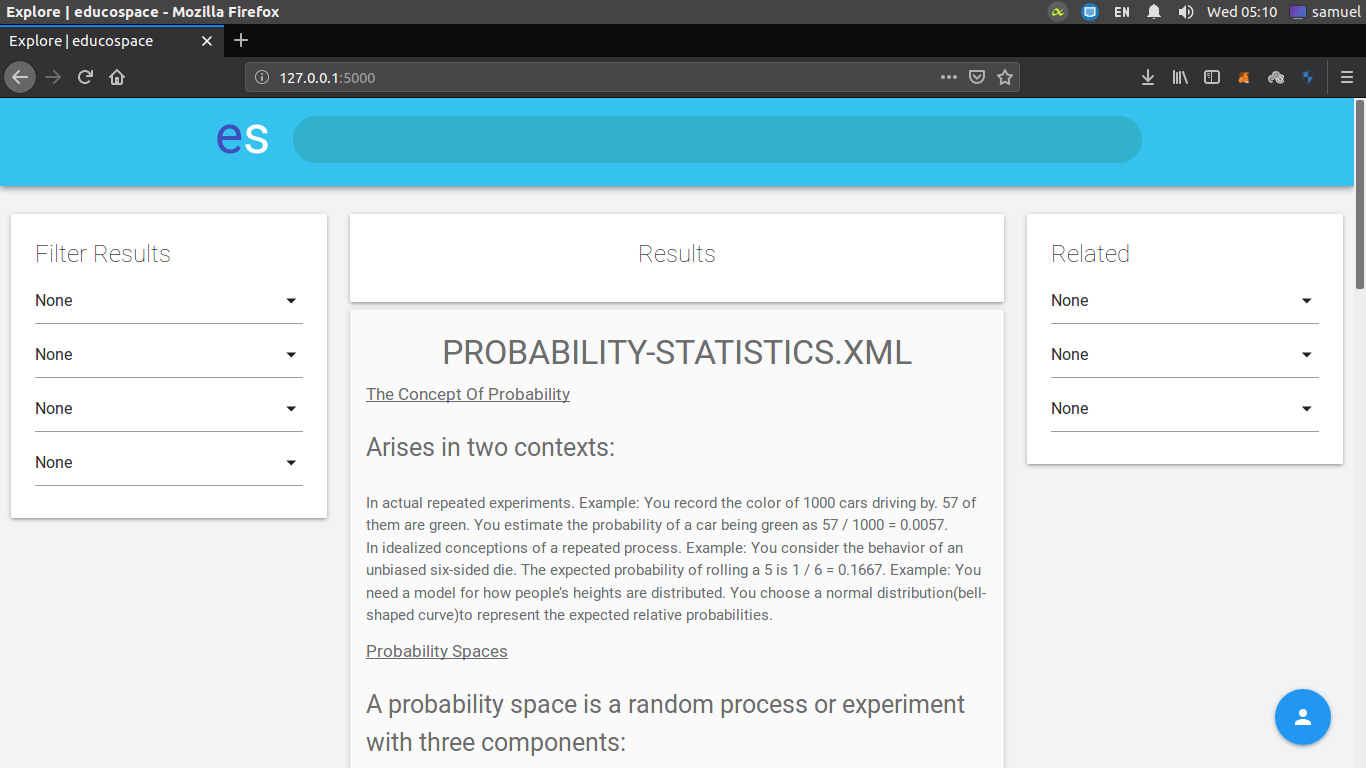 Explore | educospace - Mozilla Firefox
EN
Wed 05:10
samuel
Explore | educospace
127.0.0.1:5000
es
Filter Results
None
None
None
None
Results
PROBABILITY-STATISTICS.XML
The Concept Of Probability
Arises in two contexts:
In actual repeated experiments. Example: You record the color of 1000 cars driving by. 57 of
them are green. You estimate the probability of a car being green as 57 / 1000 = 0.0057.
In idealized conceptions of a repeated process. Example: You consider the behavior of an
unbiased six-sided die. The expected probability of rolling a 5 is 1 / 6 = 0.1667. Example: You
need a model for how people’s heights are distributed. You choose a normal distribution(bell-
shaped curve)to represent the expected relative probabilities.
Probability Spaces
A probability space is a random process or experiment
with three components:
Related
None
None
None